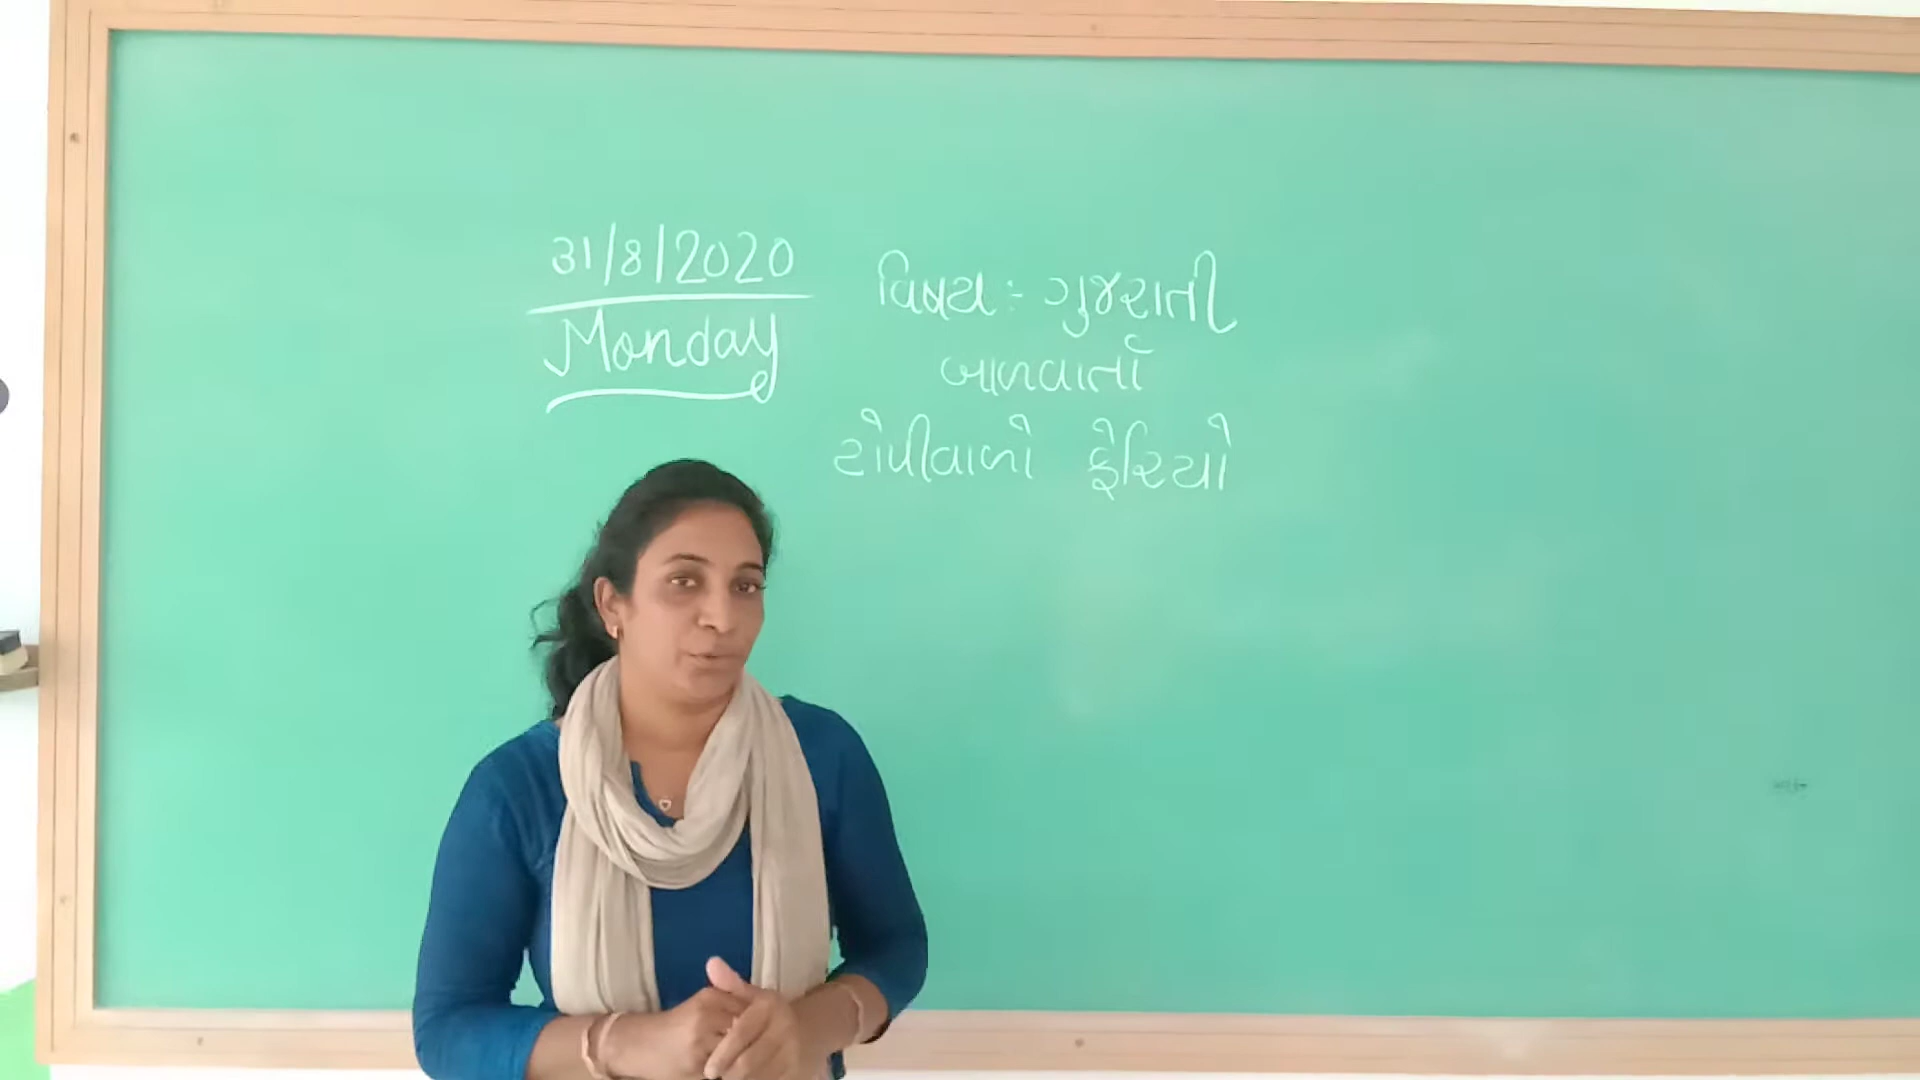 31/8/2020
Monday
વિષય :- ગુજરાતી
બાળવાર્તા
ટોપીવાળો ફેરિયો